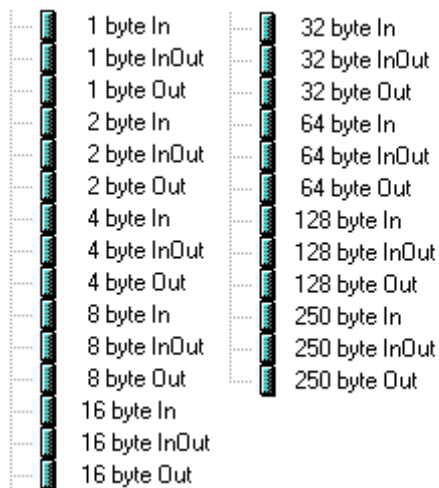 1 byte In
1 byte InOut
1 byte Out
2 byte In
2 byte InOut
2 byte Out
4 byte In
4 byte InOut
4 byte Out
8 byte In
8 byte InOut
8 byte Out
16 byte In
16 byte InOut
16 byte Out
32 byte In
32 byte InOut
32 byte Out
64 byte In
64 byte InOut
64 byte Out
128 byte In
128 byte InOut
128 byte Out
250 byte In
250 byte InOut
250 byte Out